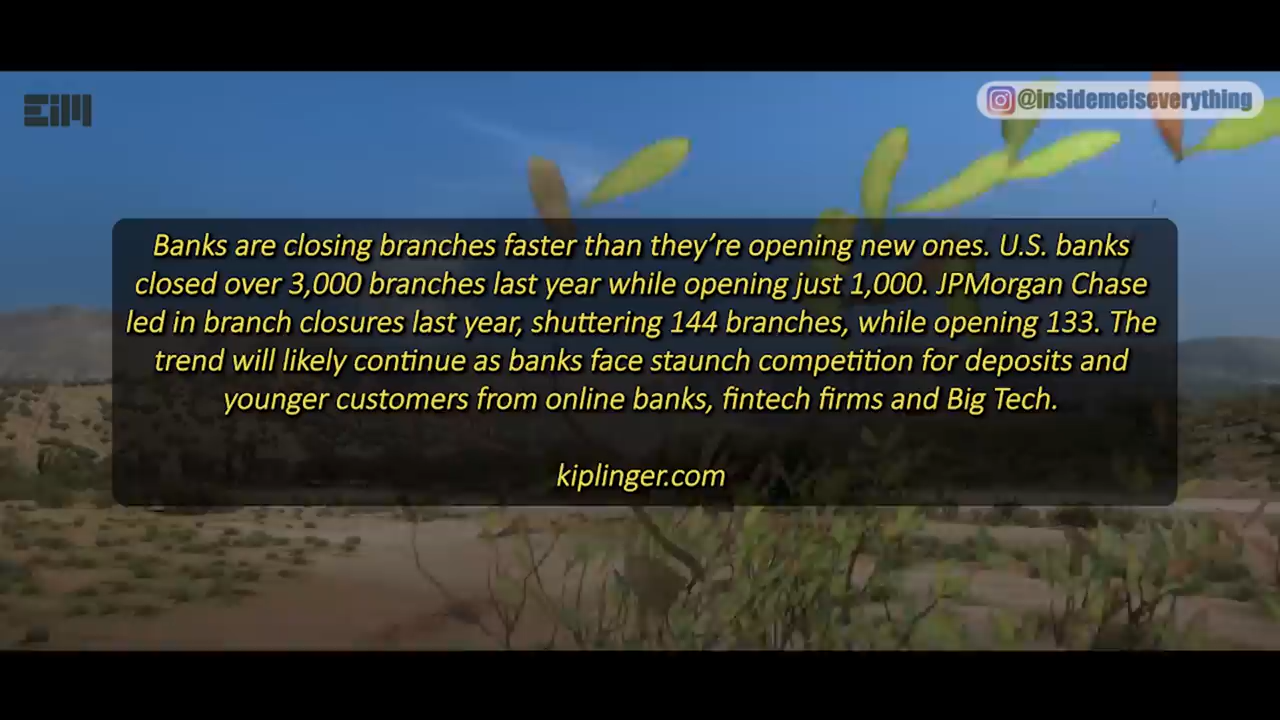 EiM
@insidemeiseverything
Banks are closing branches faster than they’re opening new ones. U.S. banks
closed over 3,000 branches last year while opening just 1,000. JPMorgan Chase
led in branch closures last year, shuttering 144 branches, while opening 133. The
trend will likely continue as banks face staunch competition for deposits and
younger customers from online banks, fintech firms and Big Tech.
kiplinger.com